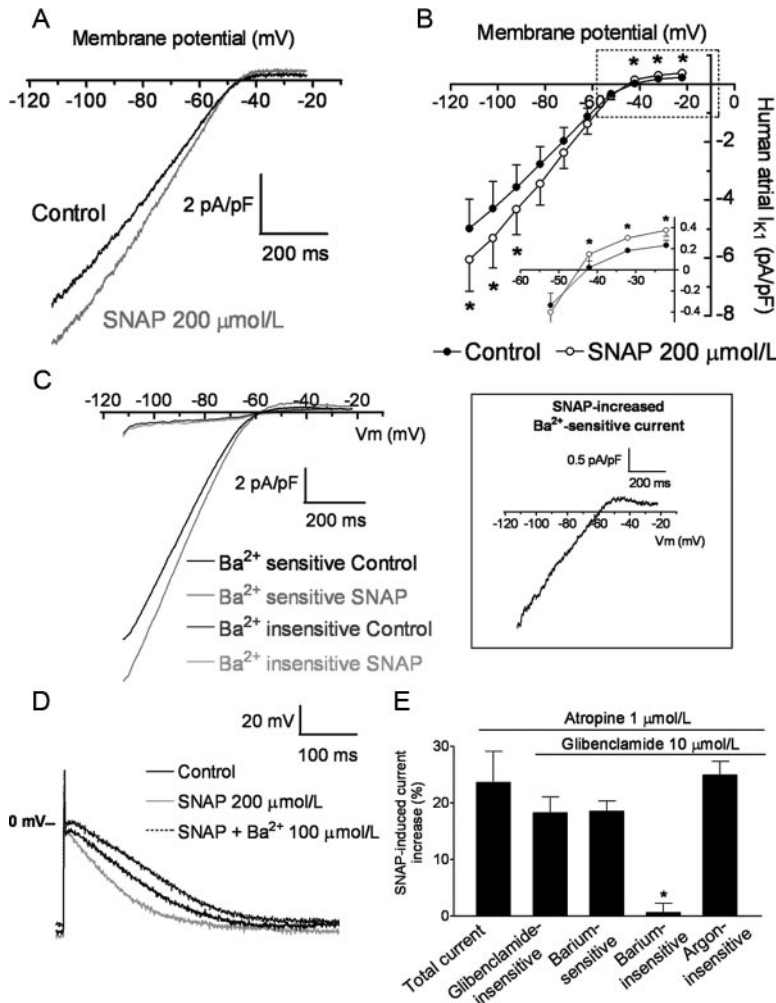 A
Membrane potential (mV)
-120 -100 -80 -60 -40 -20
Control
2 pA/pF
200 ms
SNAP 200 μmol/L
B
Membrane potential (mV)
-120 -100 -80 -60 -40 -20 0
* * *
* * *
-2
-4
-6
-8
Human atrial IK1 (pA/pF)
* * *
0.4
0.2
0
0.4
-60 -50 -40 -30 -20
Control SNAP 200 μmol/L
C
-120 -100 -80 -60 -40 -20
Vm (mV)
2 pA/pF
200 ms
Ba2+ sensitive Control
Ba2+ sensitive SNAP
Ba2+ insensitive Control
Ba2+ insensitive SNAP
SNAP-increased
Ba2+-sensitive current
0.5 pA/pF
200 ms
-120 -100 -80 -60 -40 -20
Vm (mV)
D
20 mV
100 ms
Control
SNAP 200 μmol/L
SNAP + Ba2+ 100 μmol/L
0 mV
E
Atropine 1 μmol/L
Glibenclamide 10 μmol/L
SNAP-induced current
increase (%)
30
20
10
0
*
Total current
Glibenclamide-
insensitive
Barium-
sensitive
Barium-
insensitive
Argon-
insensitive